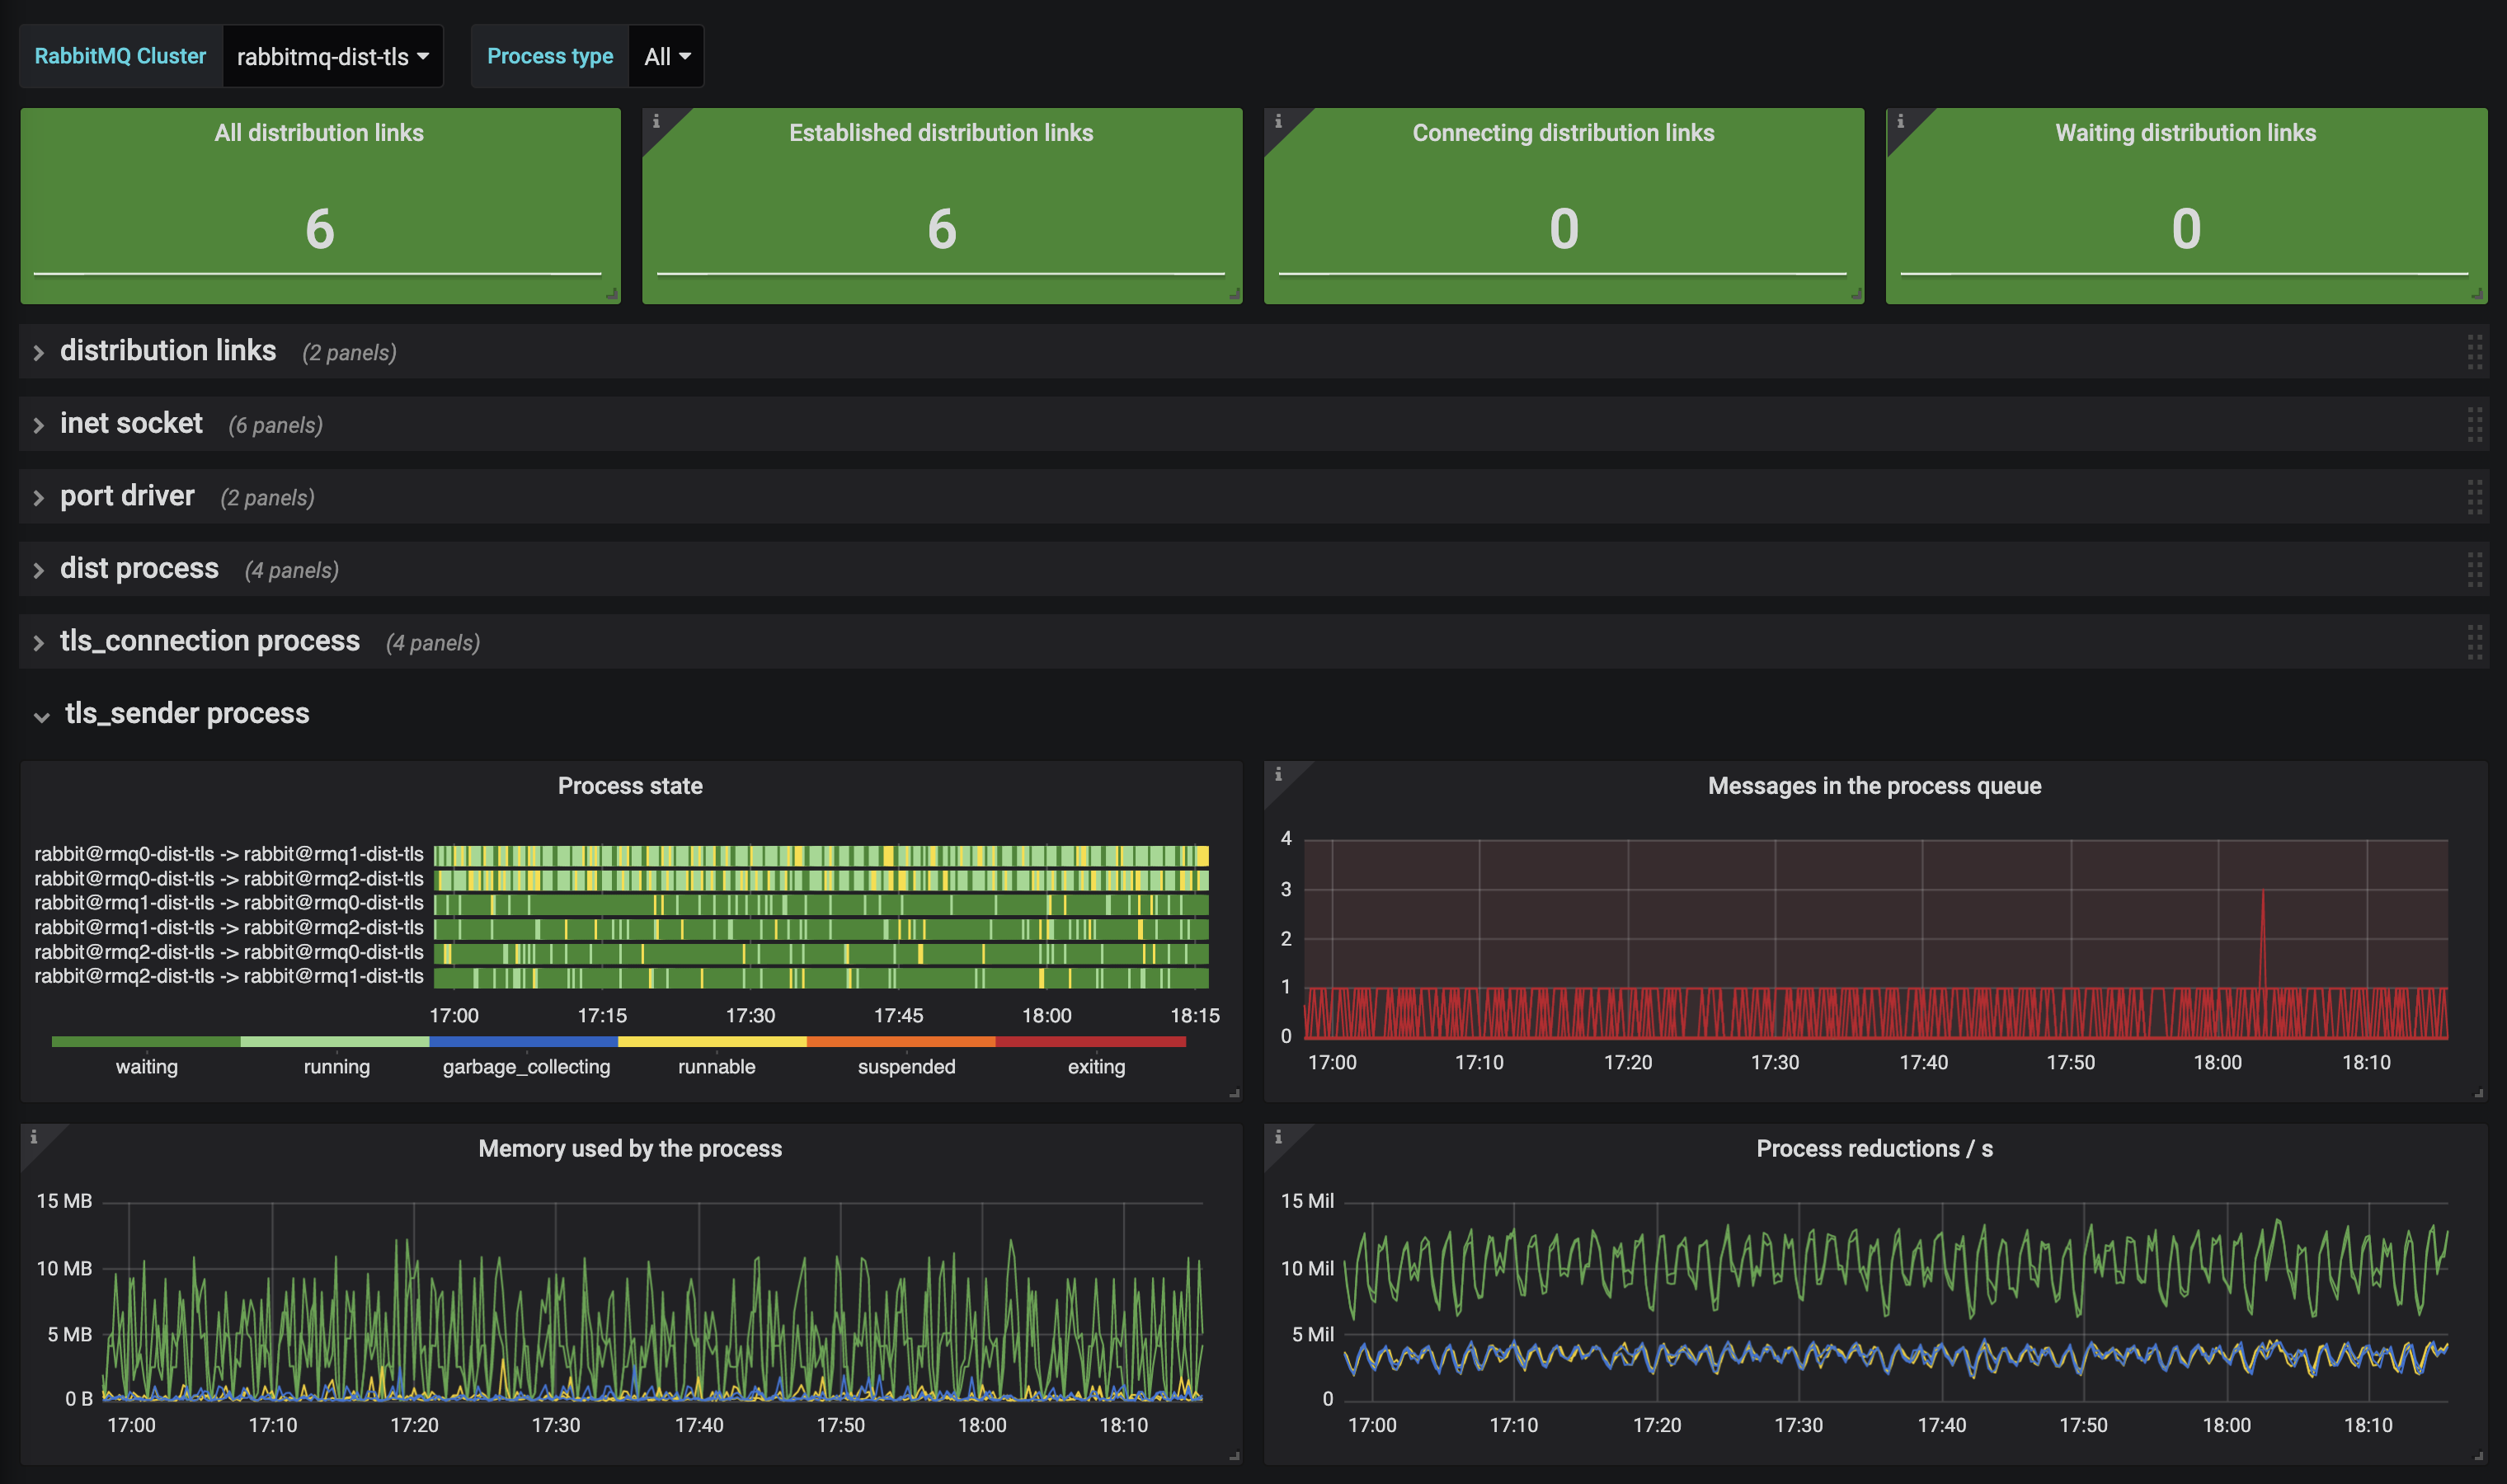 RabbitMQ Cluster rabbitmq-dist-tls Process type All
All distribution links
6
Established distribution links
6
Connecting distribution links
0
Waiting distribution links
0
distribution links (2 panels)
inet socket (6 panels)
port driver (2 panels)
dist process (4 panels)
tls_connection process (4 panels)
tls_sender process
Process state
rabbit@rmq0-dist-tls -> rabbit@rmq1-dist-tls
rabbit@rmq0-dist-tls -> rabbit@rmq2-dist-tls
rabbit@rmq1-dist-tls -> rabbit@rmq0-dist-tls
rabbit@rmq1-dist-tls -> rabbit@rmq2-dist-tls
rabbit@rmq2-dist-tls -> rabbit@rmq0-dist-tls
rabbit@rmq2-dist-tls -> rabbit@rmq1-dist-tls
17:00 17:15 17:30 17:45 18:00 18:15
waiting running garbage_collecting runnable suspended exiting
Messages in the process queue
4
3
2
1
0
17:00 17:10 17:20 17:30 17:40 17:50 18:00 18:10
Memory used by the process
15 MB
10 MB
5 MB
0 B
17:00 17:10 17:20 17:30 17:40 17:50 18:00 18:10
Process reductions / s
15 Mil
10 Mil
5 Mil
0
17:00 17:10 17:20 17:30 17:40 17:50 18:00 18:10